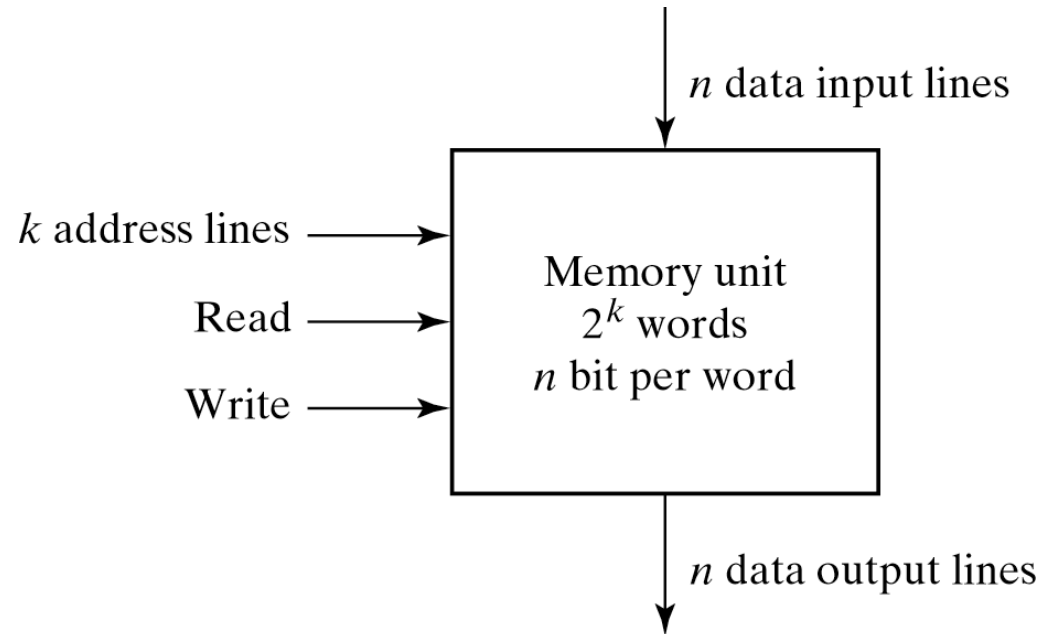 n data input lines
k address lines
Read
Write
Memory unit
2^k words
n bit per word
n data output lines